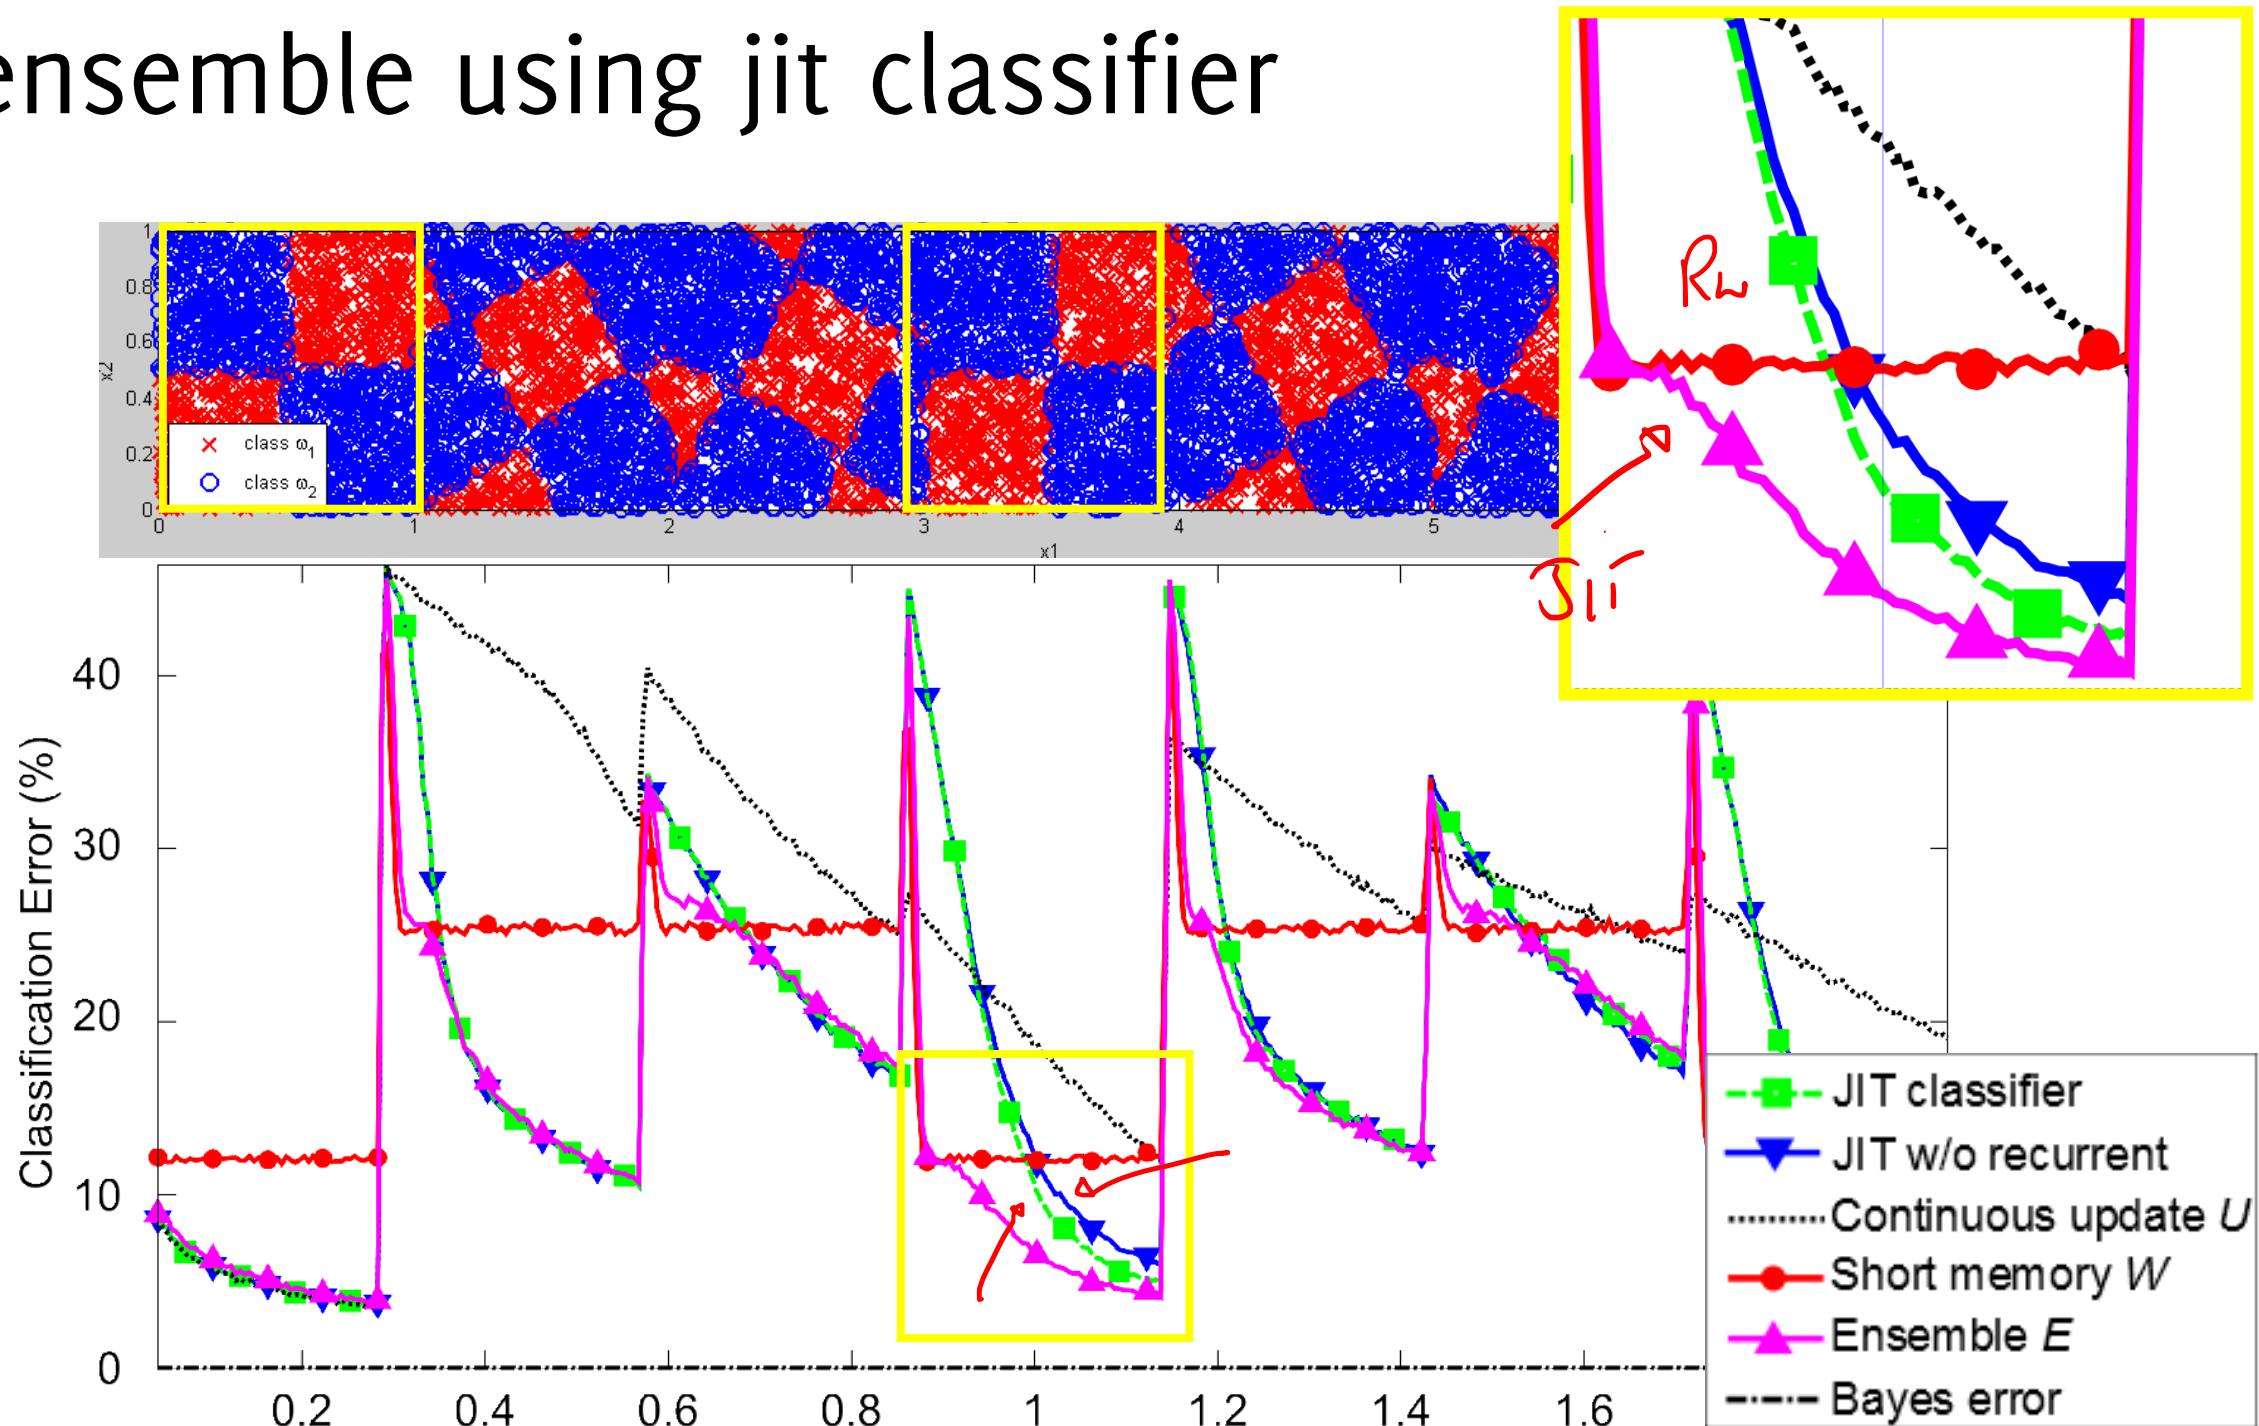 ensemble using jit classifier
1
0.8
0.6
0.4
0.2
0
x2
class ω1
class ω2
0 1 2 3 4 5
x1
JIT
Classification Error (%)
40
30
20
10
0
0.2 0.4 0.6 0.8 1 1.2 1.4 1.6
JIT classifier
JIT w/o recurrent
Continuous update U
Short memory W
Ensemble E
Bayes error